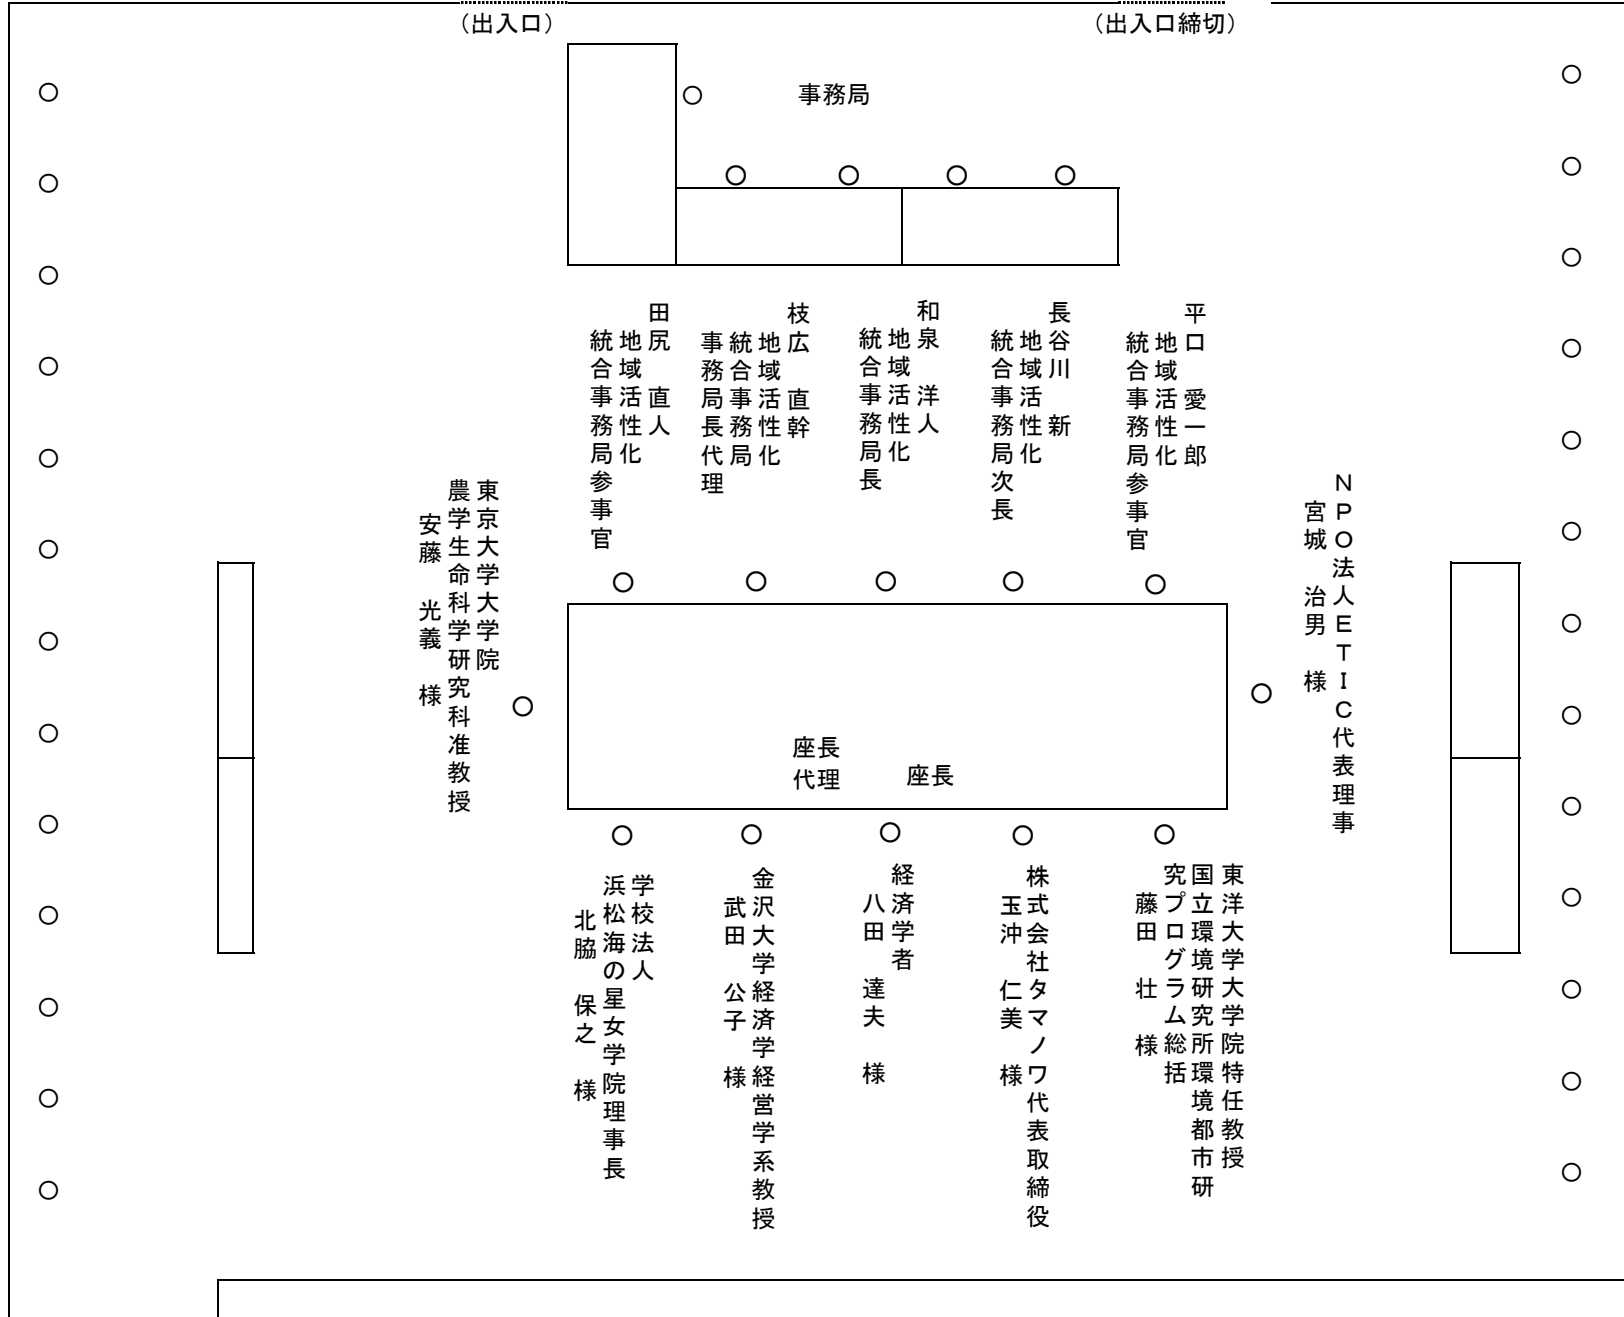 （出入口）
（出入口締切）
事務局
平口　愛一郎
地域活性化
統合事務局参事官
長谷川　新
地域活性化
統合事務局次長
和泉　洋人
地域活性化
統合事務局長
枝広　直幹
地域活性化
統合事務局
事務局長代理
田尻　直人
地域活性化
統合事務局参事官
ＮＰＯ法人ＥＴＩＣ代表理事
宮城　治男　様
東京大学大学院
農学生命科学研究科准教授
安藤　光義　様
座長
代理
座長
東洋大学大学院特任教授
国立環境研究所環境都市研
究プログラム総括
藤田　壮　様
株式会社タマノワ代表取締役
玉沖　仁美　様
経済学者
八田　達夫　様
金沢大学経済学経営学系教授
武田　公子　様
学校法人
浜松海の星女学院理事長
北脇　保之　様